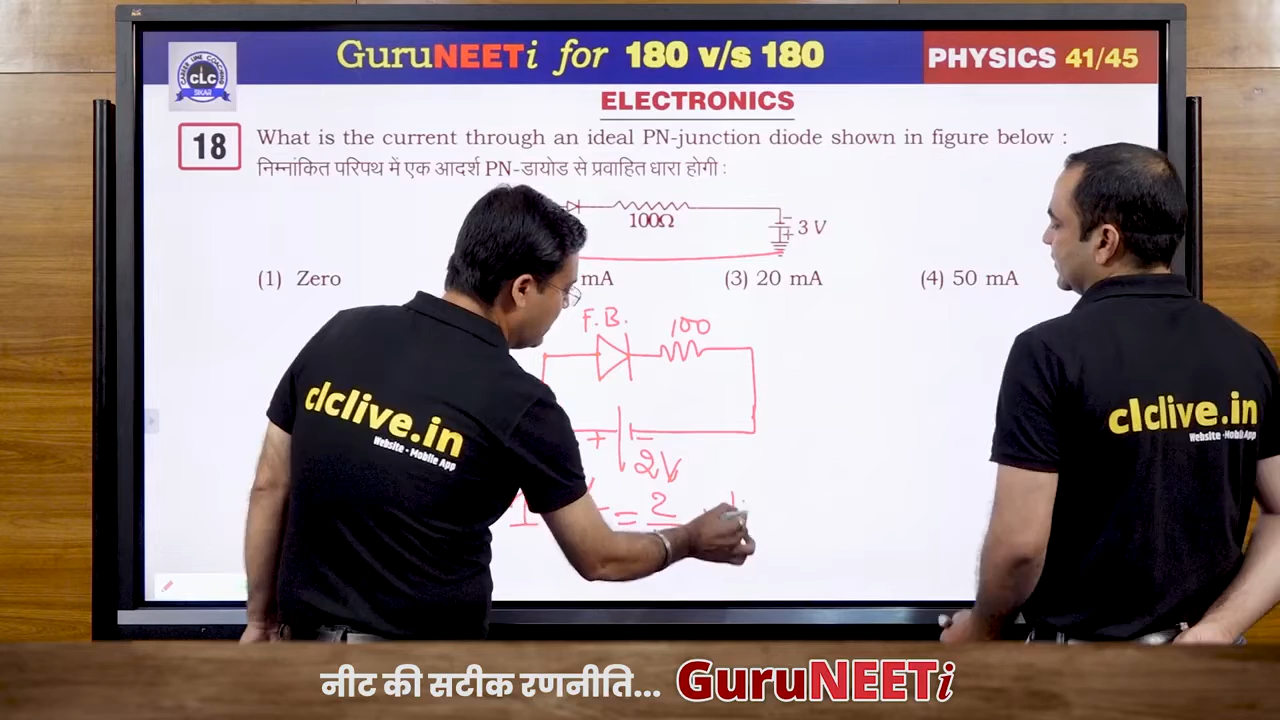 GuruNEETi for 180 v/s 180
PHYSICS 41/45
CLC
SIKAR
ELECTRONICS
18
What is the current through an ideal PN-junction diode shown in figure below :
निम्नांकित परिपथ में एक आदर्श PN-डायोड से प्रवाहित धारा होगी :
100Ω
3 V
(1) Zero
mA
(3) 20 mA
(4) 50 mA
F.B.
100
+ −
2V
= 2
clclive.in
Website • Mobile App
clclive.in
Website • Mobile App
नीट की सटीक रणनीति... GuruNEETi